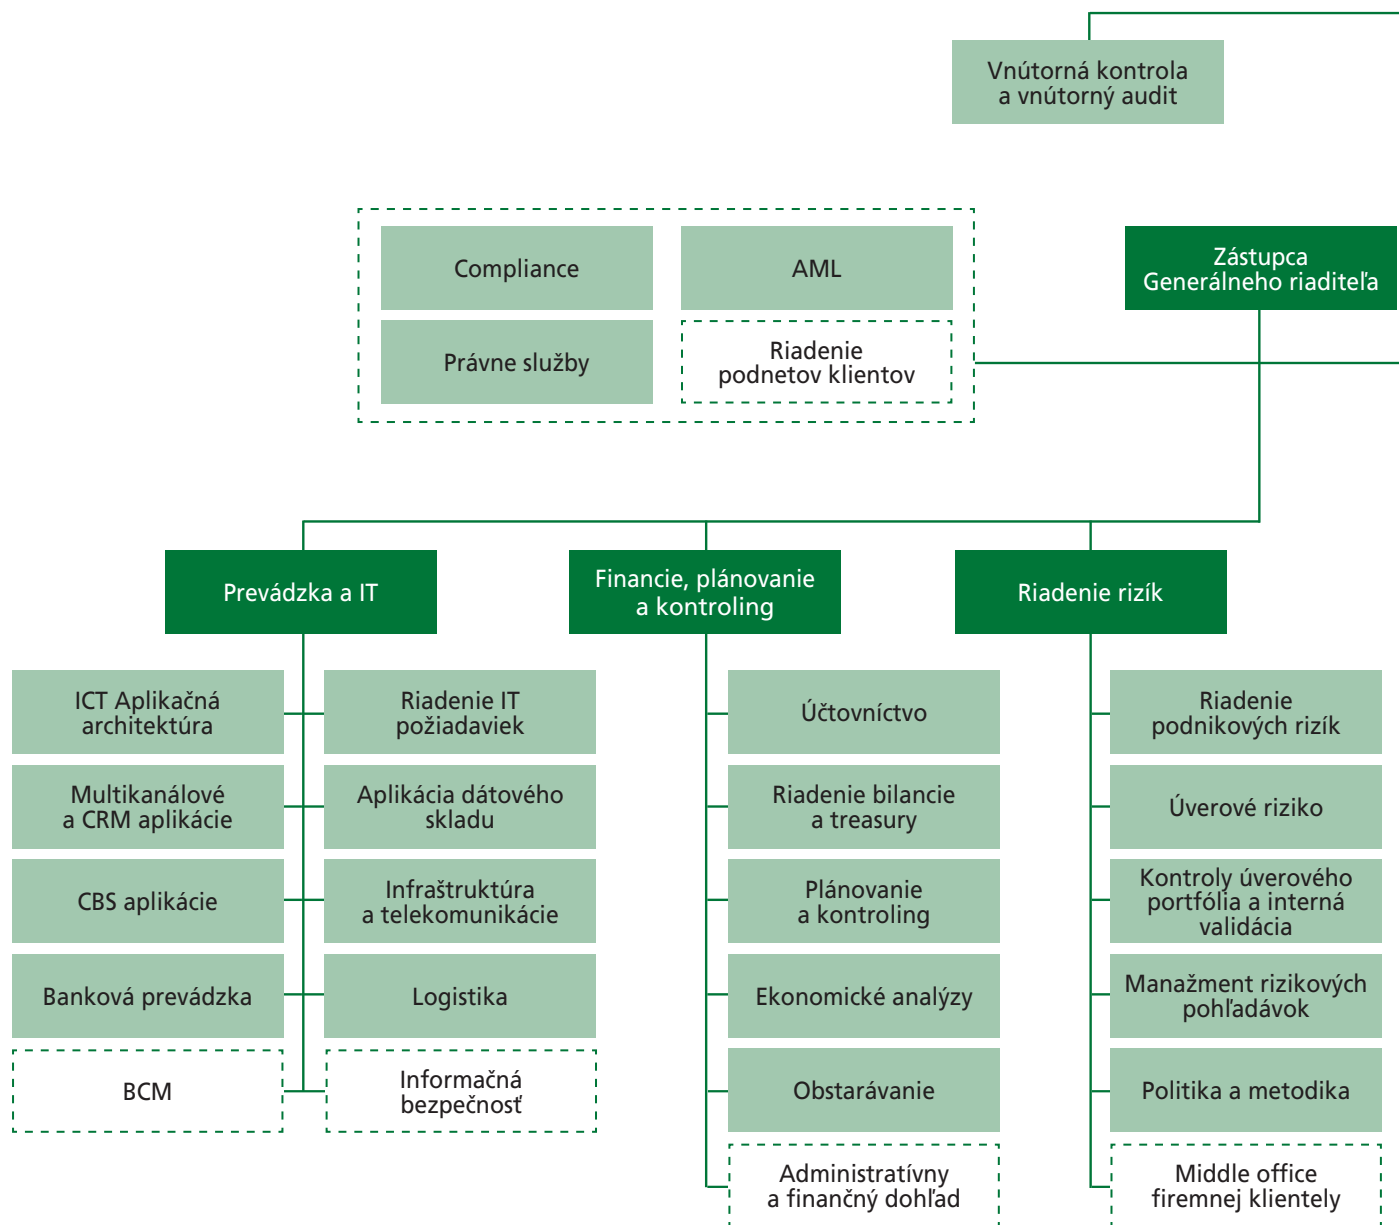 Vnútorná kontrola
a vnútorný audit
Compliance
AML
Právne služby
Riadenie
podnetov klientov
Zástupca
Generálneho riaditeľa
Prevádzka a IT
Financie, plánovanie
a kontroling
Riadenie rizík
ICT Aplikačná
architektúra
Riadenie IT
požiadaviek
Multikanálové
a CRM aplikácie
Aplikácia dátového
skladu
CBS aplikácie
Infraštruktúra
a telekomunikácie
Banková prevádzka
Logistika
BCM
Informačná
bezpečnosť
Účtovníctvo
Riadenie bilancie
a treasury
Plánovanie
a kontroling
Ekonomické analýzy
Obstarávanie
Administratívny
a finančný dohľad
Riadenie
podnikových rizík
Úverové riziko
Kontroly úverového
portfólia a interná
validácia
Manažment rizikových
pohľadávok
Politika a metodika
Middle office
firemnej klientely